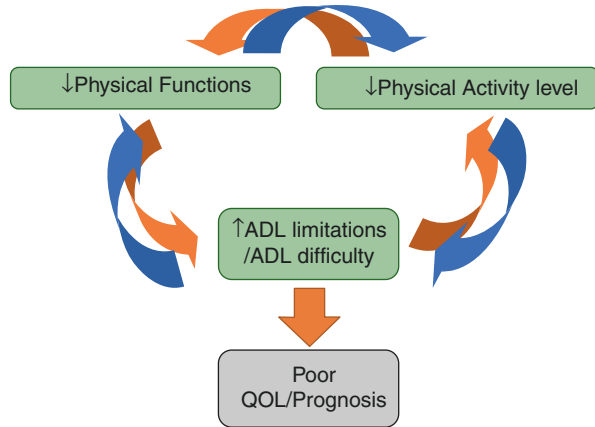 ↓Physical Functions
↓Physical Activity level
↑ADL limitations
/ADL difficulty
Poor
QOL/Prognosis